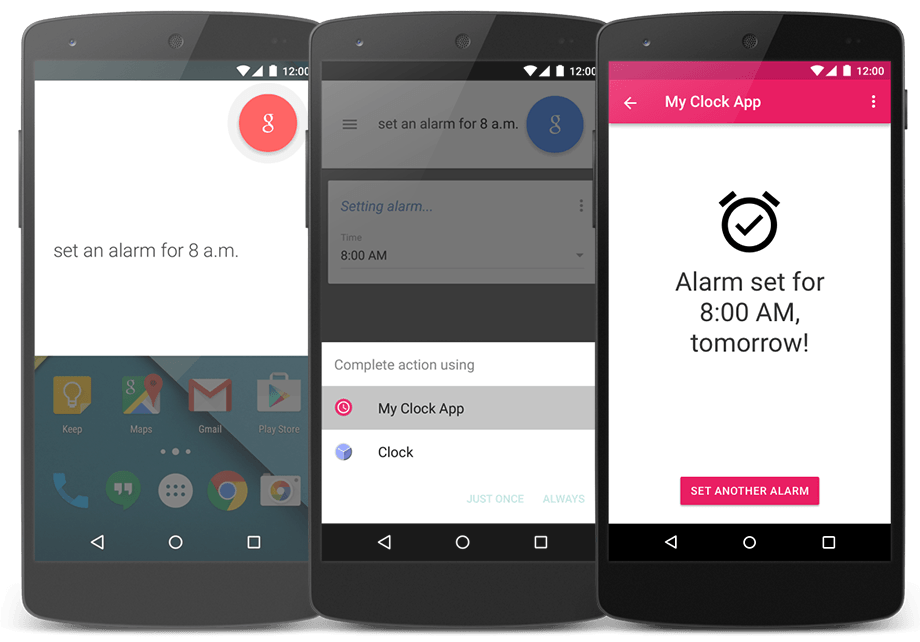 12:00
g
set an alarm for 8 a.m.
Keep
Maps
Gmail
Play Store
12:00
set an alarm for 8 a.m.
g
Setting alarm...
Time
8:00 AM
Complete action using
My Clock App
Clock
JUST ONCE ALWAYS
12:00
My Clock App
Alarm set for
8:00 AM,
tomorrow!
SET ANOTHER ALARM